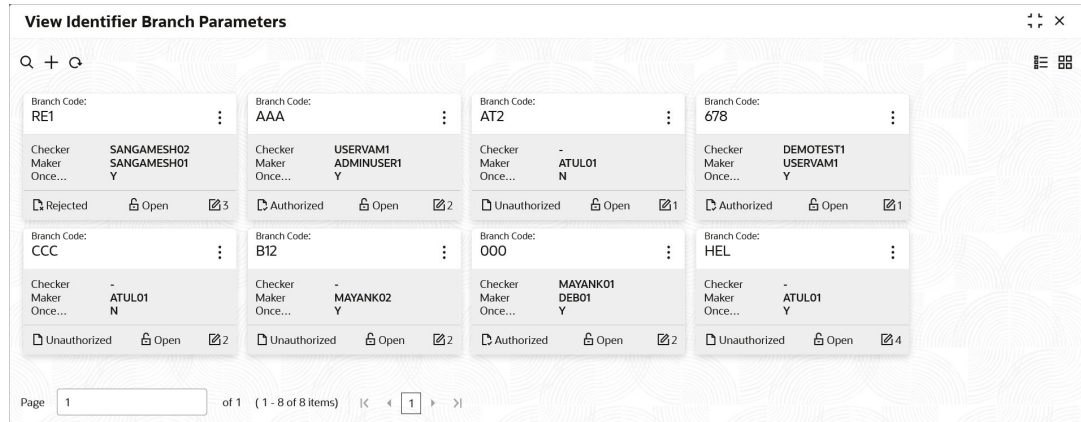 View Identifier Branch Parameters
Branch Code:
RE1
Checker SANGAMESH02
Maker SANGAMESH01
Once... Y
Rejected Open 3
Branch Code:
AAA
Checker USERVAM1
Maker ADMINUSER1
Once... Y
Authorized Open 2
Branch Code:
AT2
Checker -
Maker ATUL01
Once... N
Unauthorized Open 1
Branch Code:
678
Checker DEMOTEST1
Maker USERVAM1
Once... Y
Authorized Open 1
Branch Code:
CCC
Checker -
Maker ATUL01
Once... N
Unauthorized Open 2
Branch Code:
B12
Checker -
Maker MAYANK02
Once... Y
Unauthorized Open 2
Branch Code:
000
Checker MAYANK01
Maker DEB01
Once... Y
Authorized Open 2
Branch Code:
HEL
Checker -
Maker ATUL01
Once... Y
Unauthorized Open 4
Page 1 of 1 ( 1 - 8 of 8 items) 1